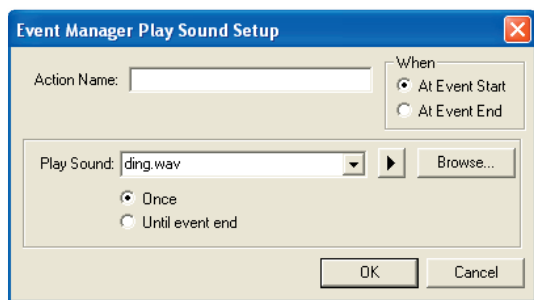 Event Manager Play Sound Setup
Action Name:
When
At Event Start
At Event End
Play Sound: ding.wav Browse...
Once
Until event end
OK Cancel